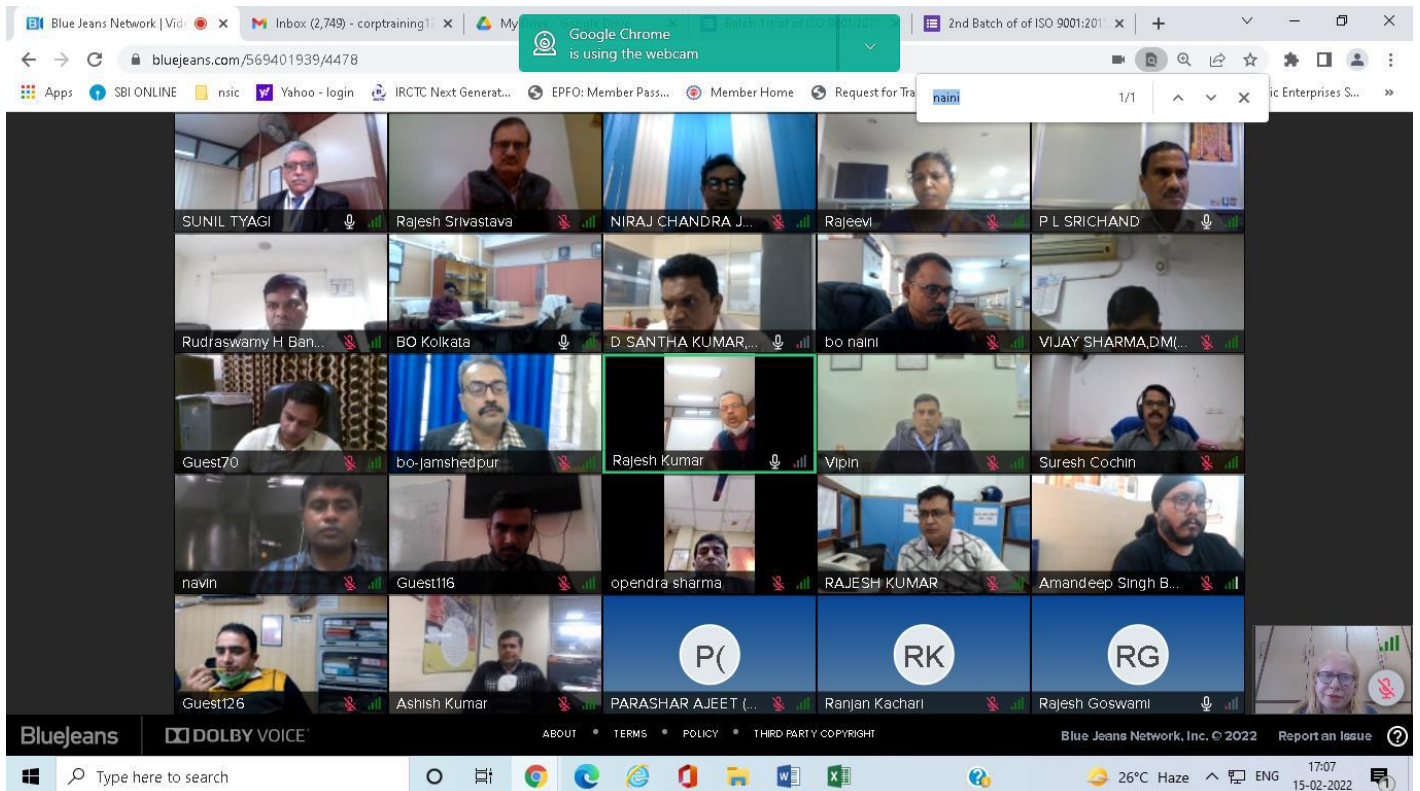 Blue Jeans Network | Vid
Inbox (2,749) - corptraining1
My Drive - Google Drive
2nd Batch of of ISO 9001:201
Google Chrome
is using the webcam
bluejeans.com/569401939/4478
Apps
SBI ONLINE
nsic
Yahoo - login
IRCTC Next Generat...
EPFO: Member Pass...
Member Home
Request for Tra
ic Enterprises S...
»
naini
1/1
SUNIL TYAGI
Rajesh Srivastava
NIRAJ CHANDRA J...
Rajeevi
P L SRICHAND
Rudraswamy H Ban...
BO Kolkata
D SANTHA KUMAR,...
bo naini
VIJAY SHARMA,DM(...
Guest70
bo-jamshedpur
Rajesh Kumar
Vipin
Suresh Cochin
navin
Guest116
opendra sharma
RAJESH KUMAR
Amandeep Singh B...
P(
RK
RG
Guest126
Ashish Kumar
PARASHAR AJEET (...
Ranjan Kachari
Rajesh Goswami
BlueJeans
DOLBY VOICE
ABOUT • TERMS • POLICY • THIRD PARTY COPYRIGHT
Blue Jeans Network, Inc. © 2022
Report an Issue
?
Type here to search
26°C Haze
ENG
17:07
15-02-2022
1